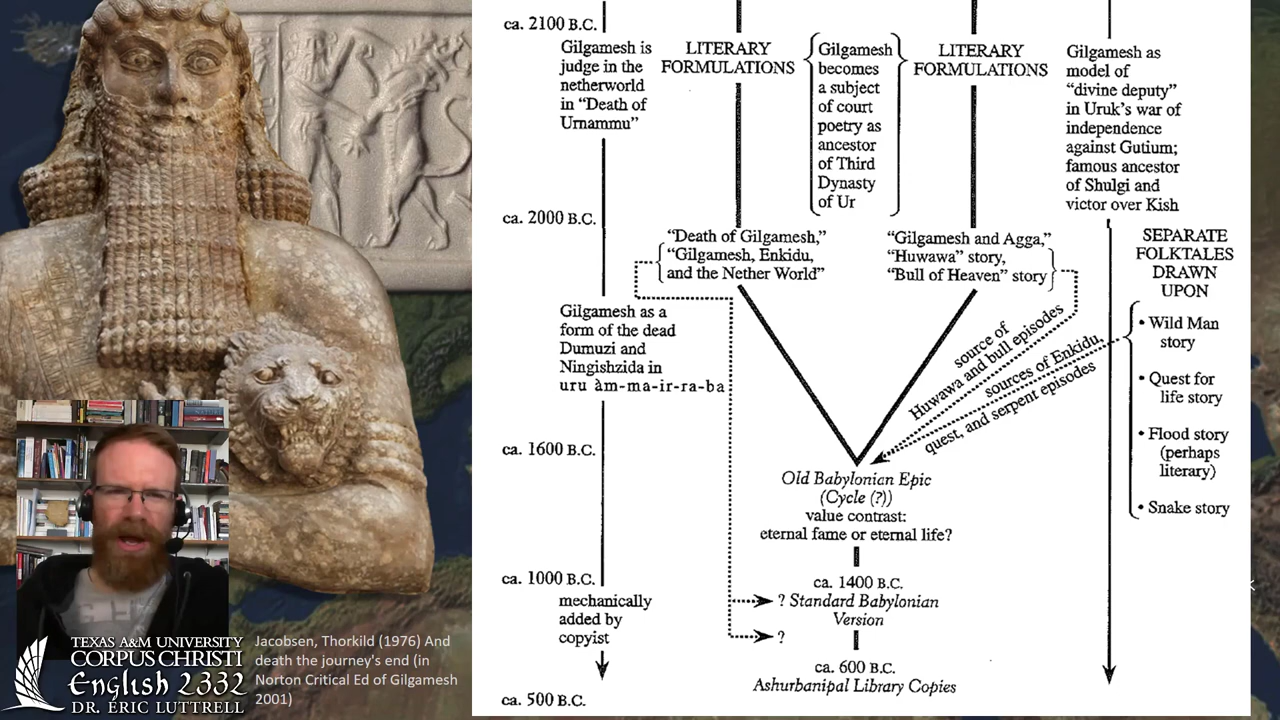 ca. 2100 B.C.
Gilgamesh is
judge in the
netherworld
in “Death of
Urnammu”
LITERARY
FORMULATIONS
Gilgamesh
becomes
a subject
of court
poetry as
ancestor
of Third
Dynasty
of Ur
LITERARY
FORMULATIONS
Gilgamesh as
model of
“divine deputy”
in Uruk’s war of
independence
against Gutium;
famous ancestor
of Shulgi and
victor over Kish
ca. 2000 B.C.
“Death of Gilgamesh,”
“Gilgamesh, Enkidu,
and the Nether World”
“Gilgamesh and Agga,”
“Huwawa” story,
“Bull of Heaven” story
SEPARATE
FOLKTALES
DRAWN
UPON
• Wild Man
story
• Quest for
life story
• Flood story
(perhaps
literary)
• Snake story
Gilgamesh as a
form of the dead
Dumuzi and
Ningishzida in
uru àm-ma-ir-ra-ba
source of
Huwawa and bull episodes
sources of Enkidu,
quest, and serpent episodes
ca. 1600 B.C.
Old Babylonian Epic
(Cycle (?))
value contrast:
eternal fame or eternal life?
ca. 1000 B.C.
mechanically
added by
copyist
ca. 1400 B.C.
? Standard Babylonian
Version
?
ca. 600 B.C.
Ashurbanipal Library Copies
ca. 500 B.C.
TEXAS A&M UNIVERSITY
CORPUS CHRISTI
English 2332
DR. ERIC LUTTRELL
Jacobsen, Thorkild (1976) And
death the journey's end (in
Norton Critical Ed of Gilgamesh
2001)